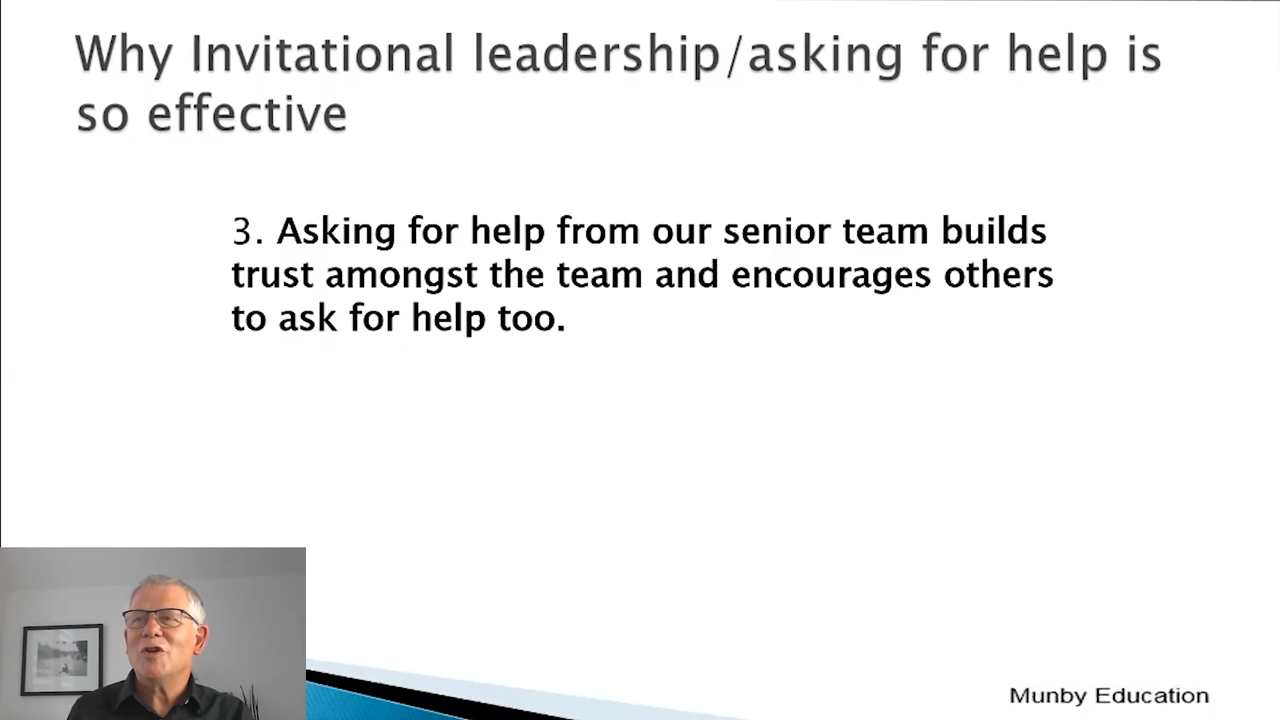 Why Invitational leadership/asking for help is
so effective
3. Asking for help from our senior team builds
trust amongst the team and encourages others
to ask for help too.
Munby Education